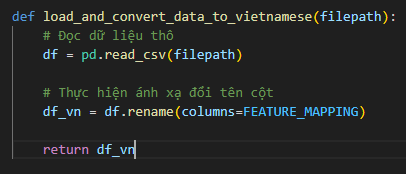 def load_and_convert_data_to_vietnamese(filepath):
    # Đọc dữ liệu thô
    df = pd.read_csv(filepath)

    # Thực hiện ánh xạ đổi tên cột
    df_vn = df.rename(columns=FEATURE_MAPPING)

    return df_vn